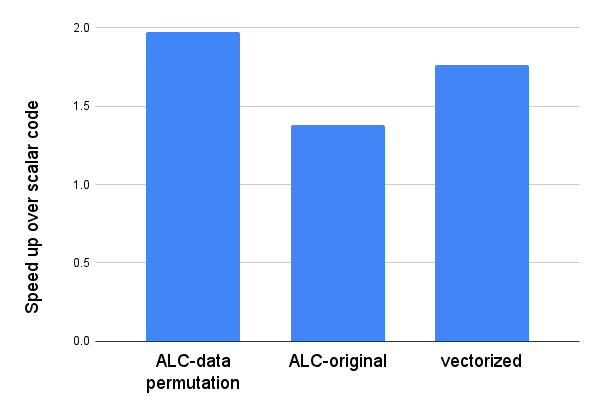 Speed up over scalar code
2.0
1.5
1.0
0.5
0.0
ALC-data
permutation
ALC-original
vectorized